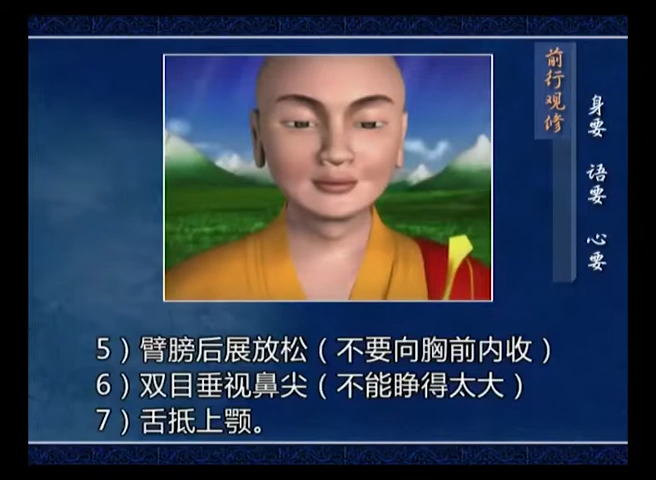 前行观修
身要 语要 心要
5）臂膀后展放松（不要向胸前内收）
6）双目垂视鼻尖（不能睁得太大）
7）舌抵上颚。